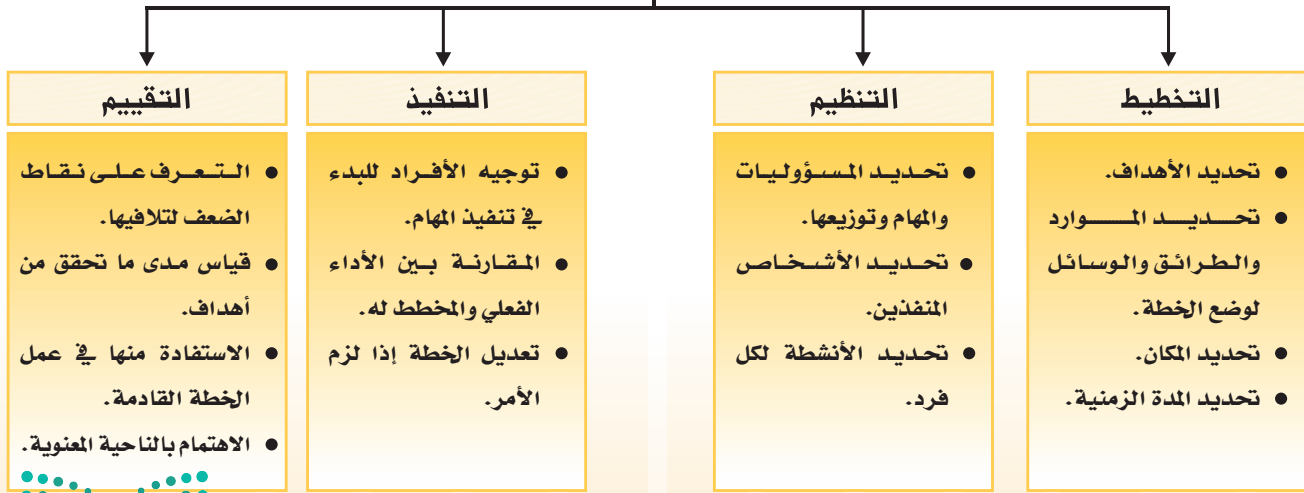 التخطيط
تحديد الأهداف.
تحديد الموارد
والطرائق والوسائل
لوضع الخطة.
تحديد المكان.
تحديد المدة الزمنية.
التنظيم
تحديد المسؤوليات
والمهام وتوزيعها.
تحديد الأشخاص
المنفذين.
تحديد الأنشطة لكل
فرد.
التنفيذ
توجيه الأفراد للبدء
في تنفيذ المهام.
المقارنة بين الأداء
الفعلي والمخطط له.
تعديل الخطة إذا لزم
الأمر.
التقييم
التعرف على نقاط
الضعف لتلافيها.
قياس مدى ما تحقق من
أهداف.
الاستفادة منها في عمل
الخطة القادمة.
الاهتمام بالناحية المعنوية.